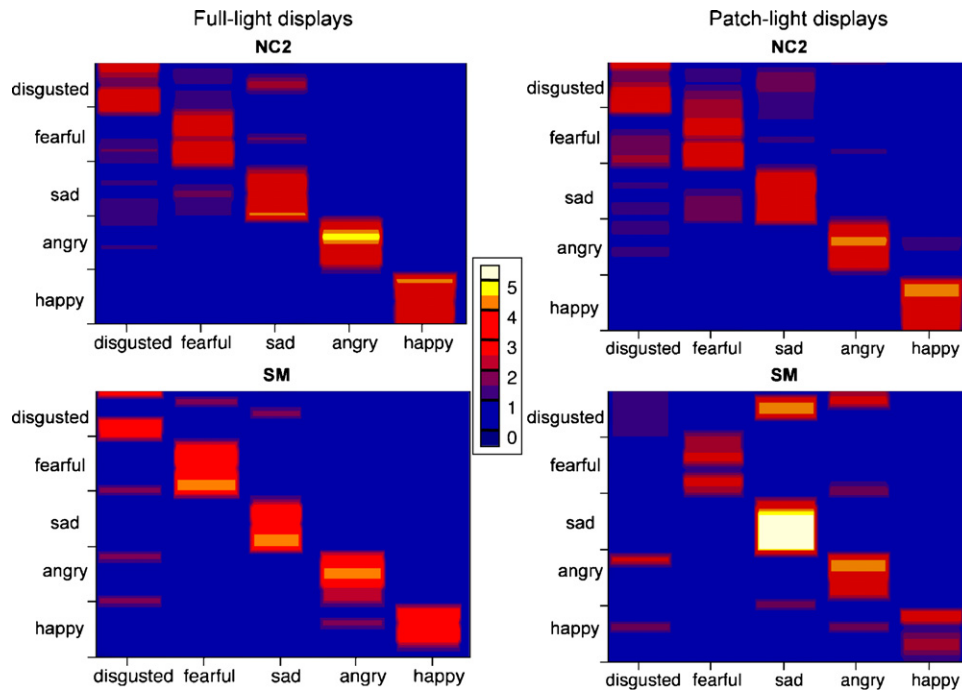 Full-light displays
NC2
disgusted
fearful
sad
angry
happy
disgusted fearful sad angry happy
Patch-light displays
NC2
disgusted
fearful
sad
angry
happy
disgusted fearful sad angry happy
5
4
3
2
1
0
SM
disgusted
fearful
sad
angry
happy
disgusted fearful sad angry happy
SM
disgusted
fearful
sad
angry
happy
disgusted fearful sad angry happy